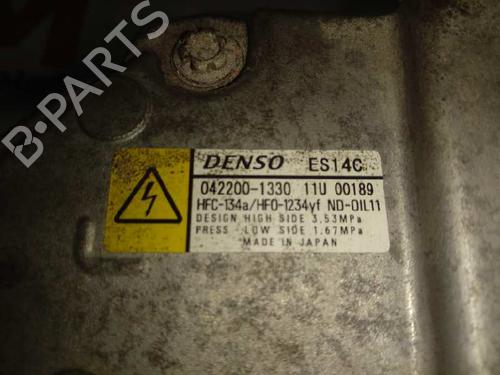 B-PARTS
DENSO ES14C
042200-1330 11U 00189
HFC-134a/HFO-1234yf ND-OIL11
DESIGN HIGH SIDE 3.53MPa
PRESS LOW SIDE 1.67MPa
"MADE IN JAPAN"